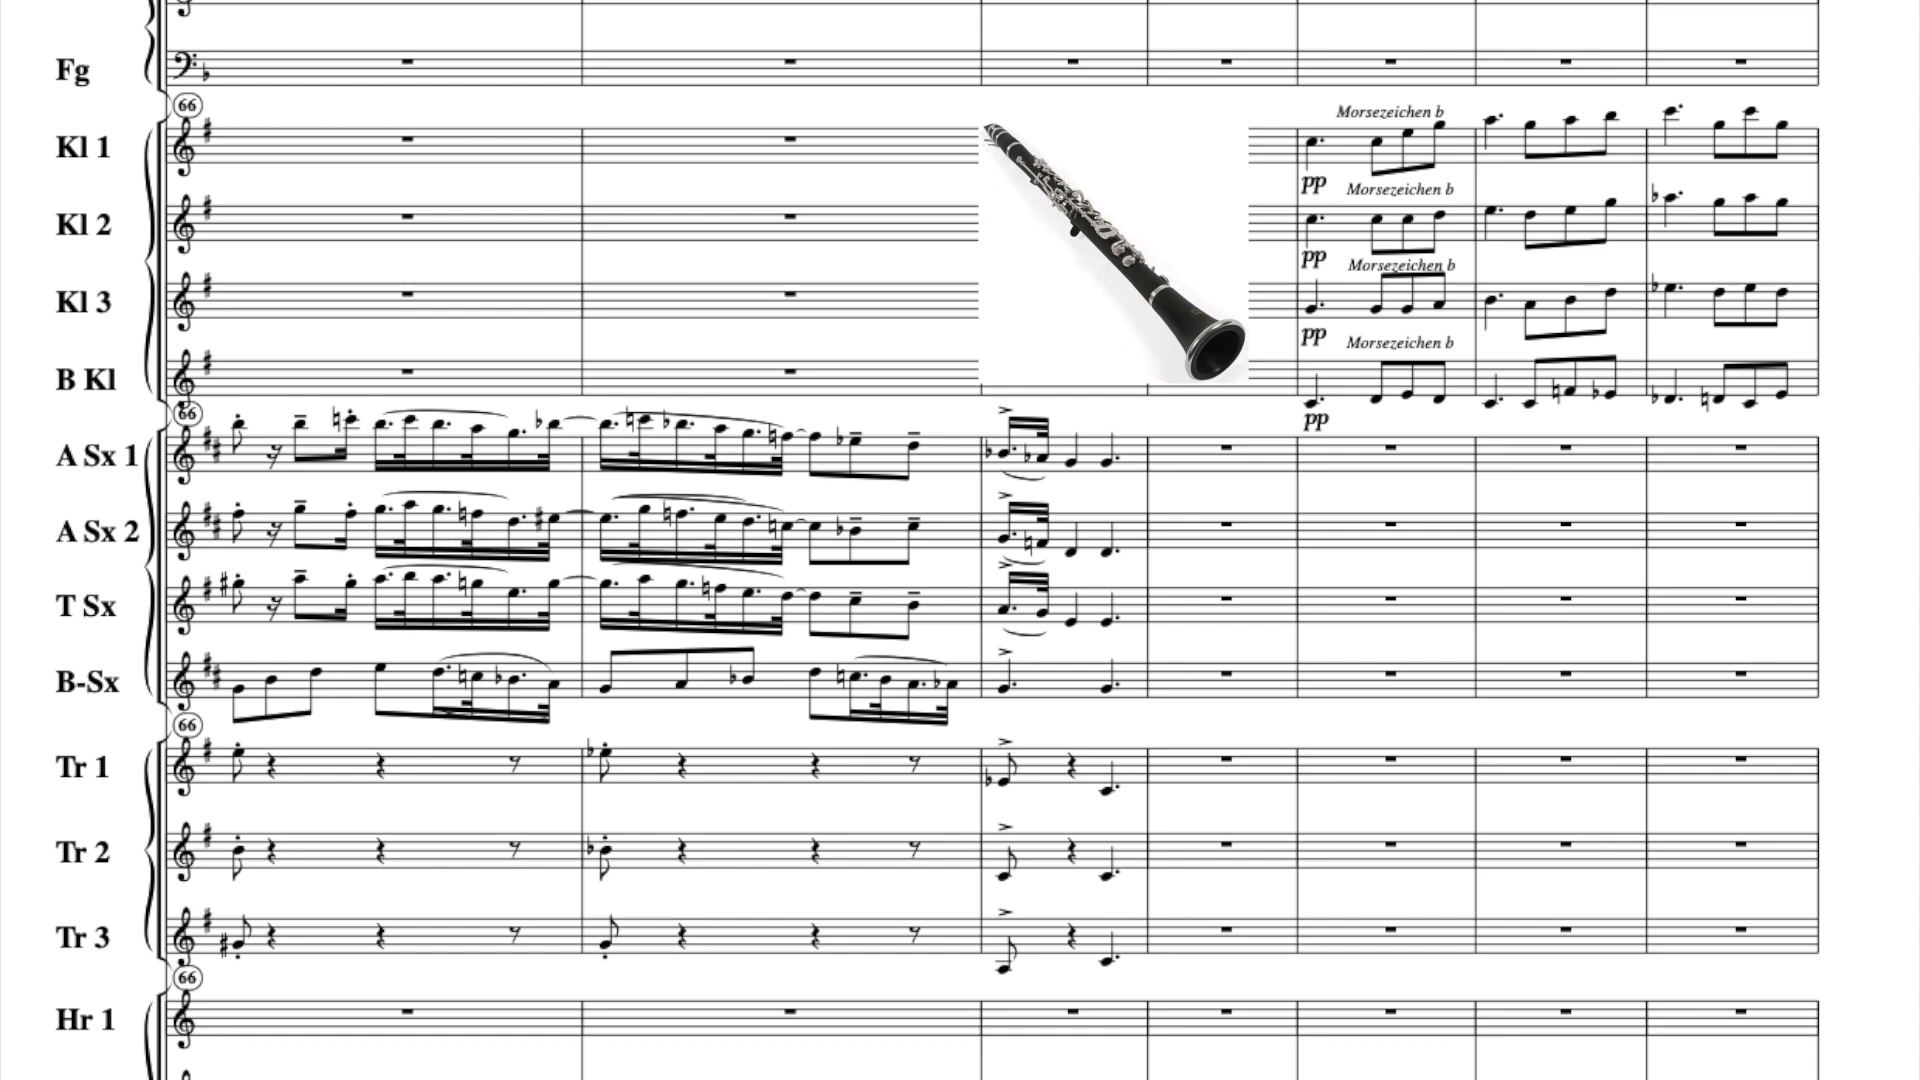 Fg
66
Kl 1
Morsezeichen b
pp
Kl 2
Morsezeichen b
pp
Kl 3
Morsezeichen b
pp
B Kl
Morsezeichen b
pp
66
A Sx 1
A Sx 2
T Sx
B-Sx
66
Tr 1
Tr 2
Tr 3
66
Hr 1